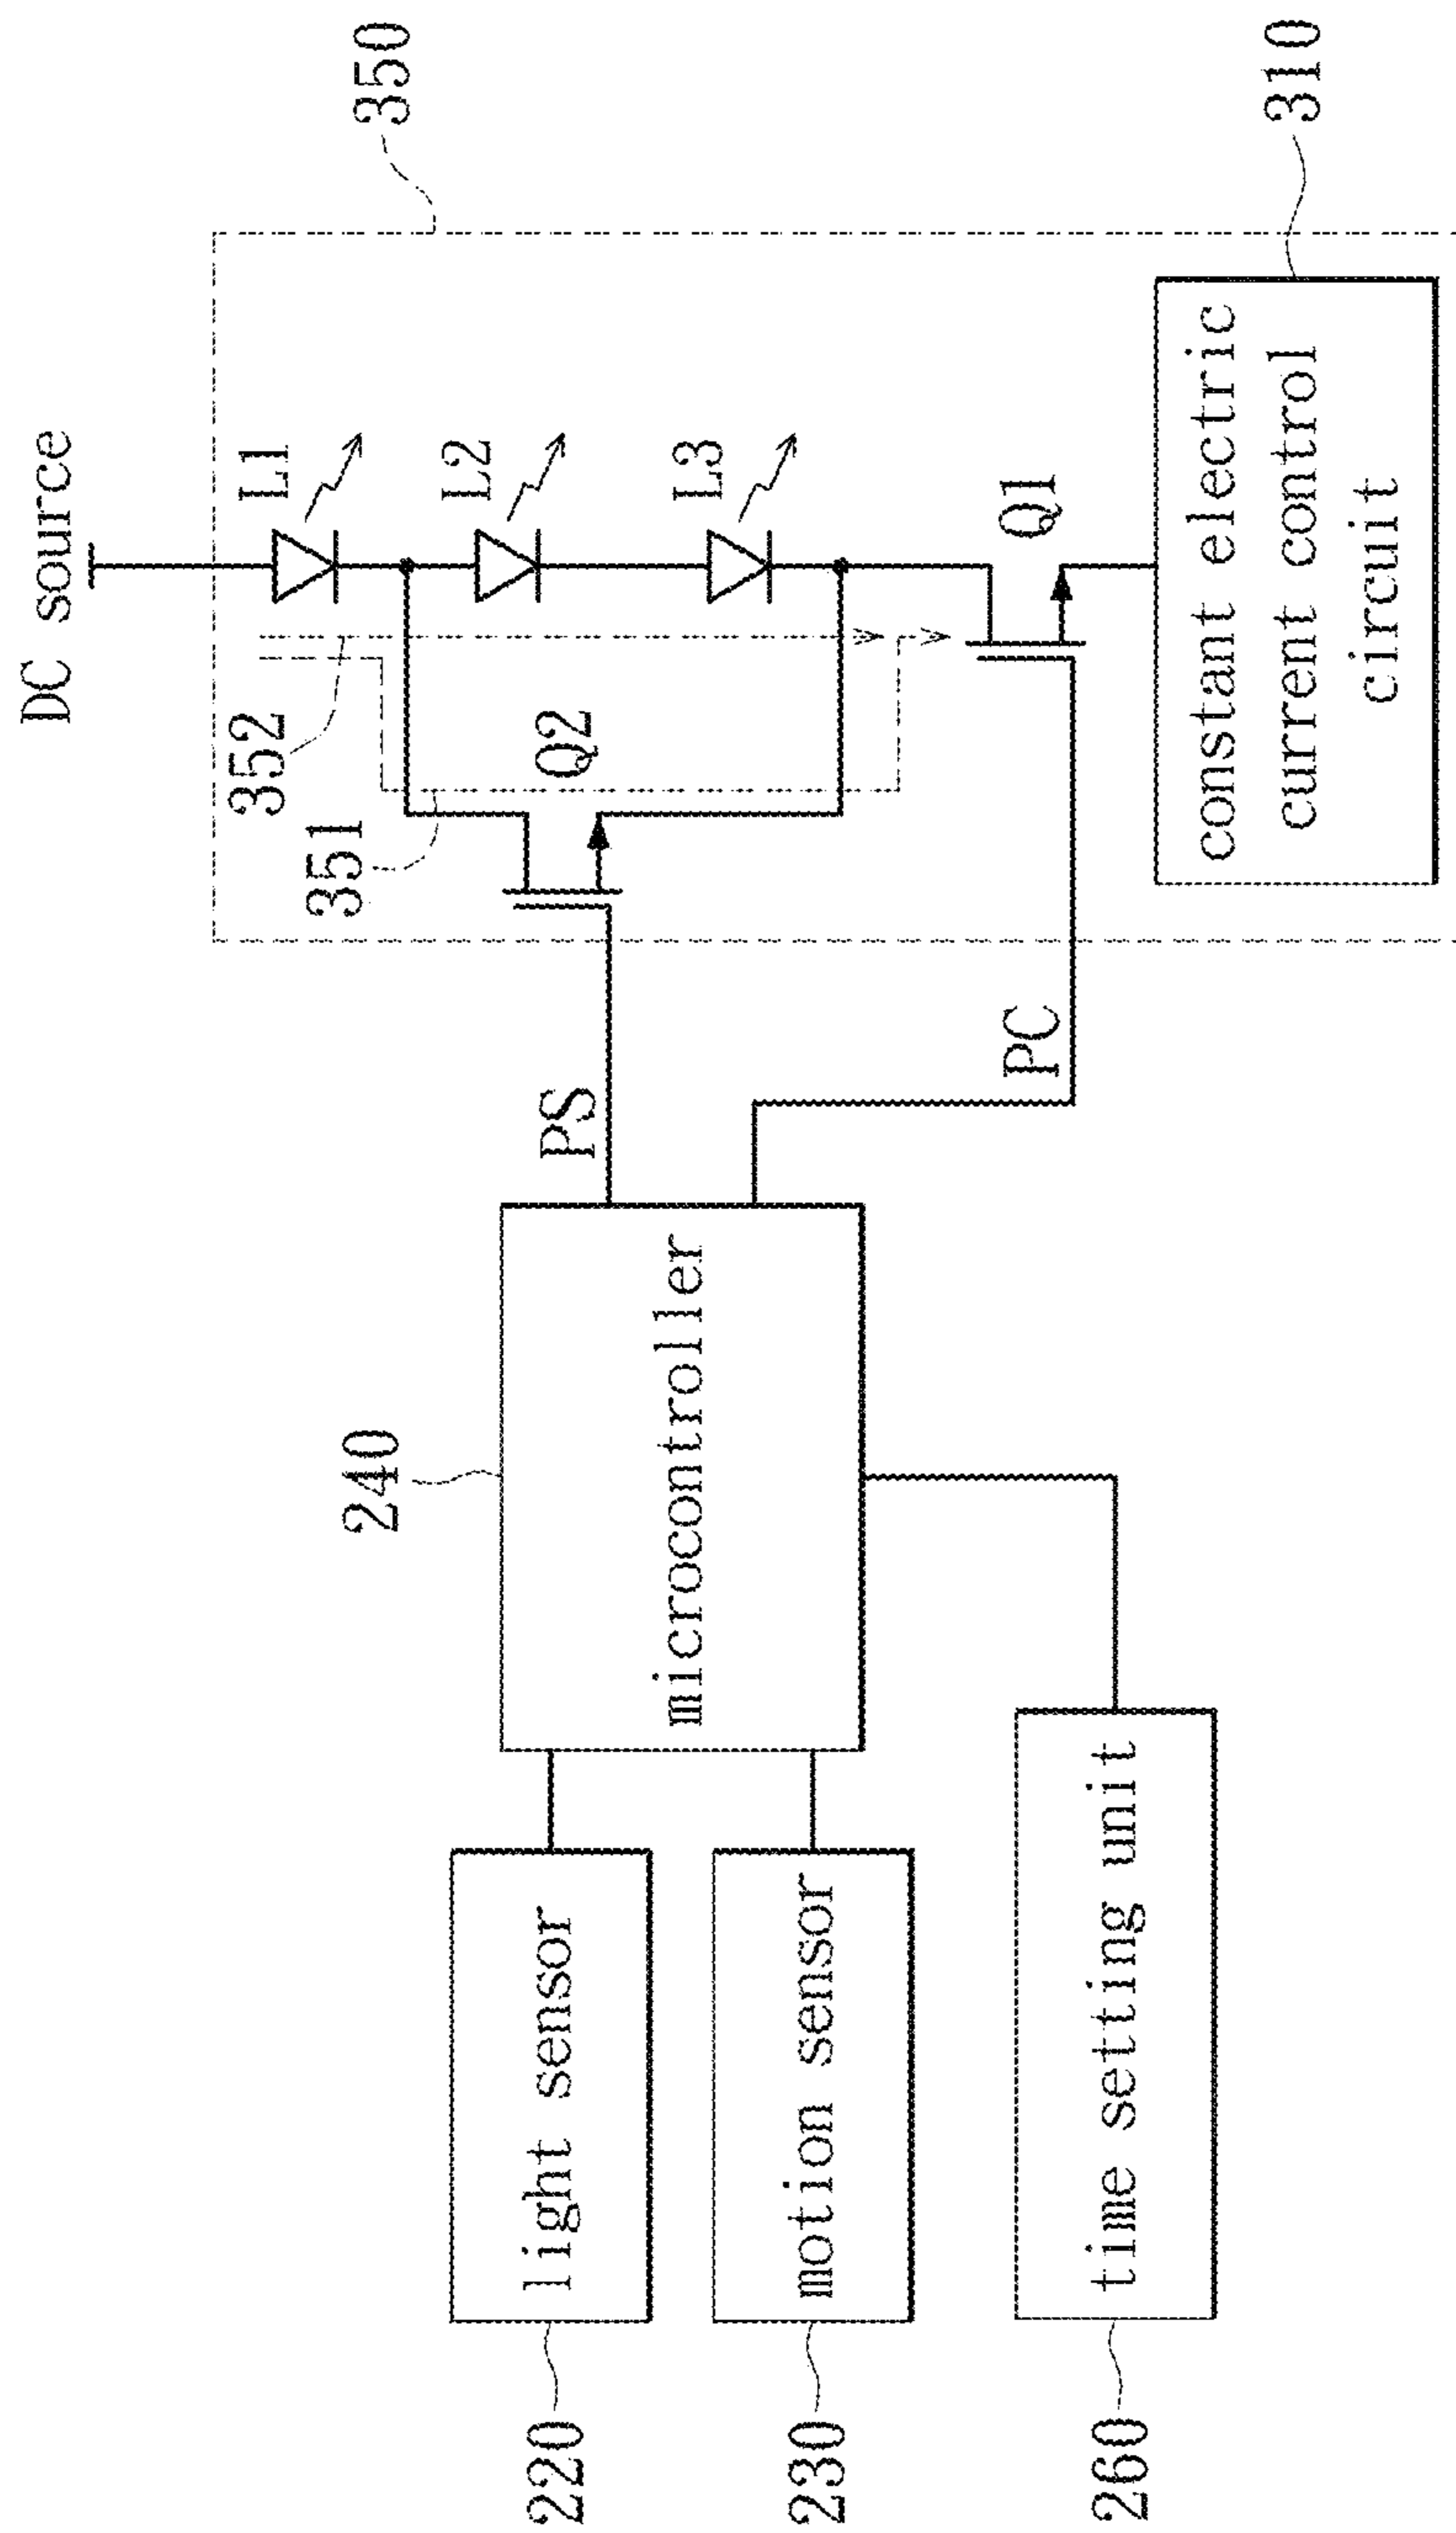 DC source
L1
L2
L3
350
352
351
Q2
Q1
310
constant electric
current control
circuit
PS
PC
240
microcontroller
light sensor
220
motion sensor
230
time setting unit
260